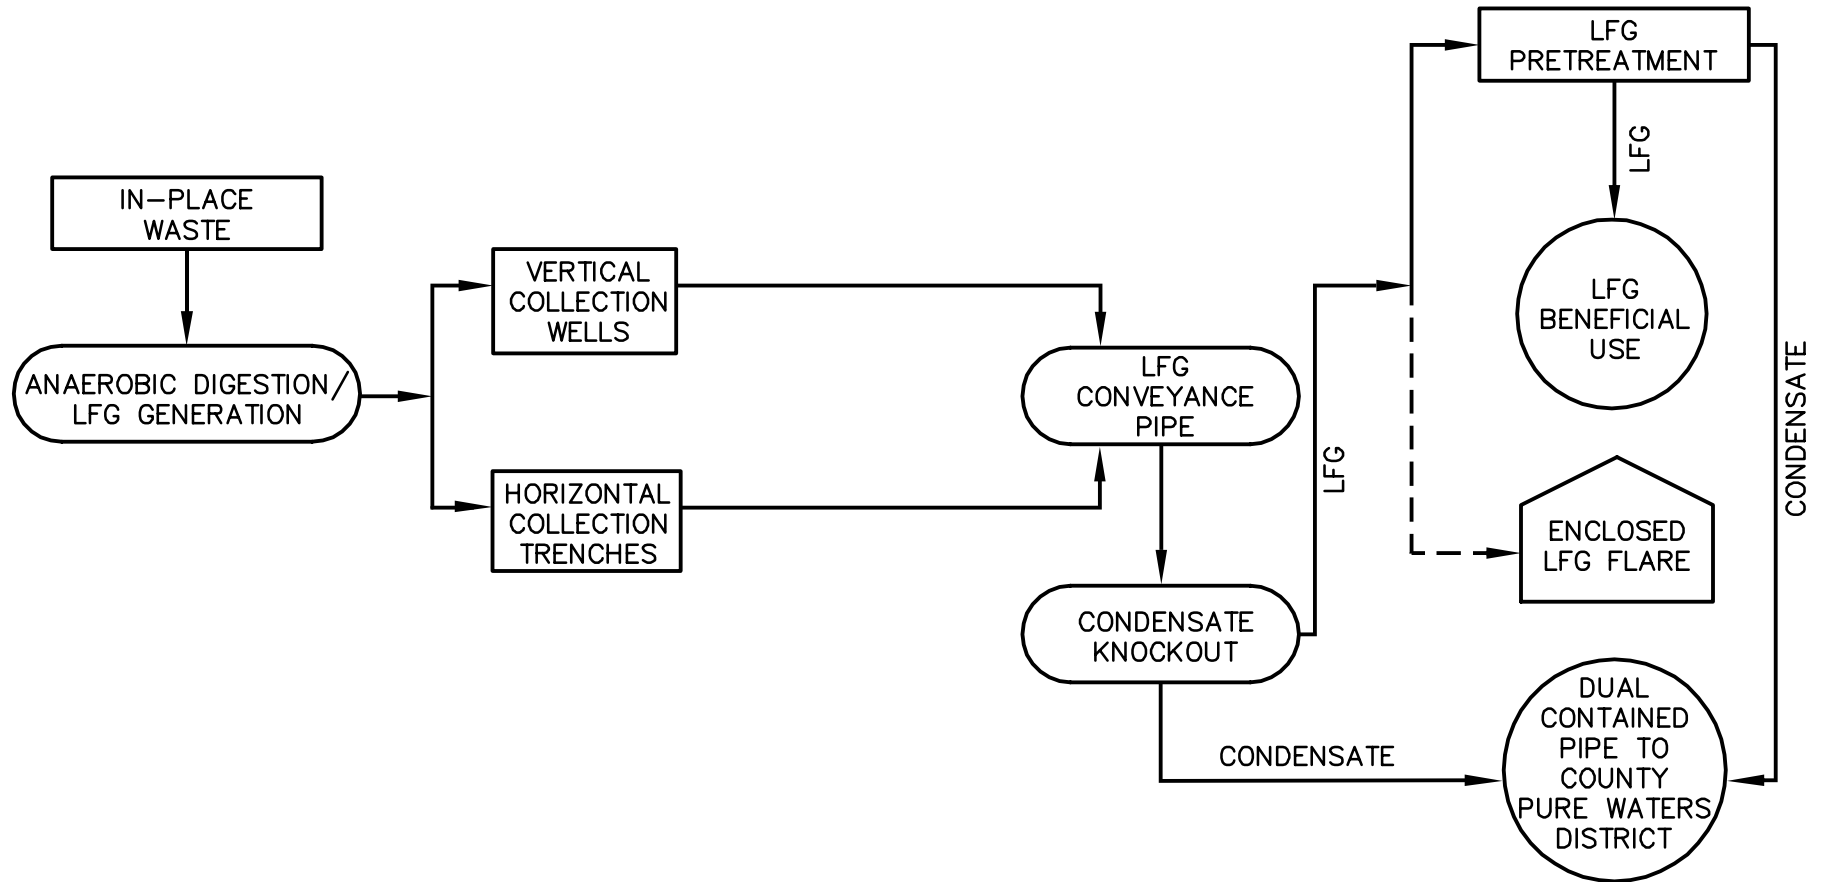 IN-PLACE
WASTE
ANAEROBIC DIGESTION/
LFG GENERATION
VERTICAL
COLLECTION
WELLS
HORIZONTAL
COLLECTION
TRENCHES
LFG
CONVEYANCE
PIPE
CONDENSATE
KNOCKOUT
LFG
CONDENSATE
LFG
PRETREATMENT
LFG
LFG
BENEFICIAL
USE
ENCLOSED
LFG FLARE
DUAL
CONTAINED
PIPE TO
COUNTY
PURE WATERS
DISTRICT
CONDENSATE